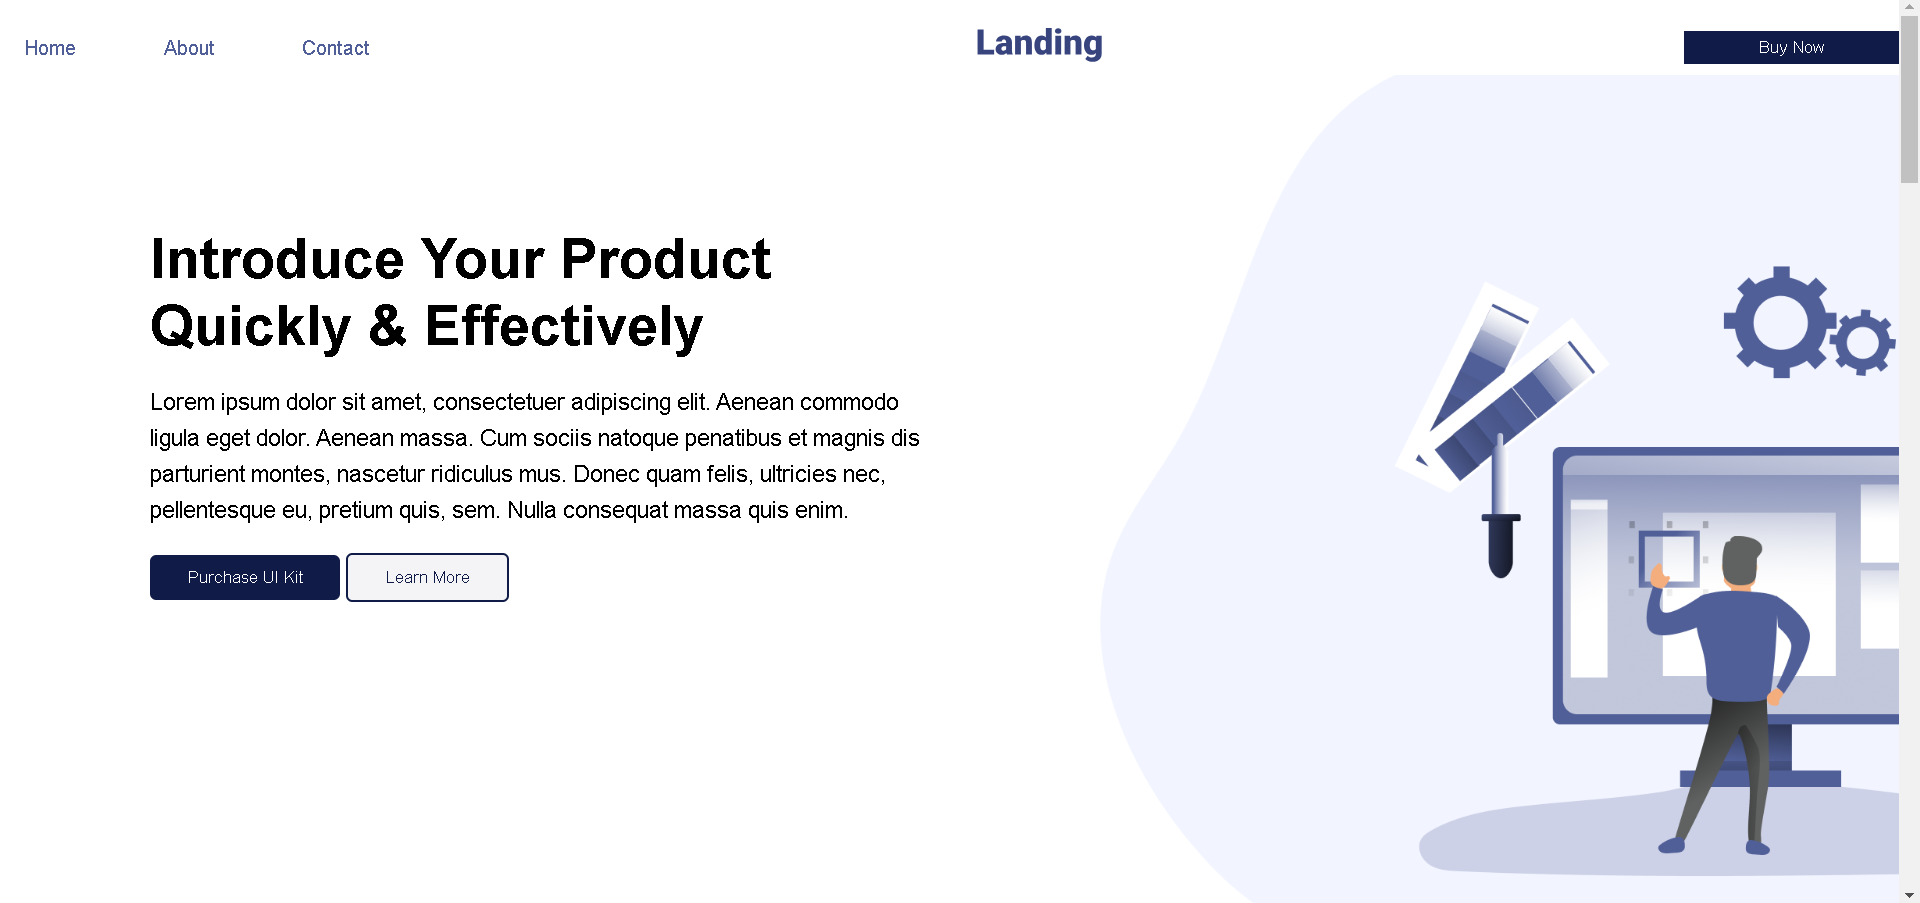 Home About Contact Landing Buy Now
Introduce Your Product
Quickly & Effectively
Lorem ipsum dolor sit amet, consectetuer adipiscing elit. Aenean commodo
ligula eget dolor. Aenean massa. Cum sociis natoque penatibus et magnis dis
parturient montes, nascetur ridiculus mus. Donec quam felis, ultricies nec,
pellentesque eu, pretium quis, sem. Nulla consequat massa quis enim.
Purchase UI Kit Learn More